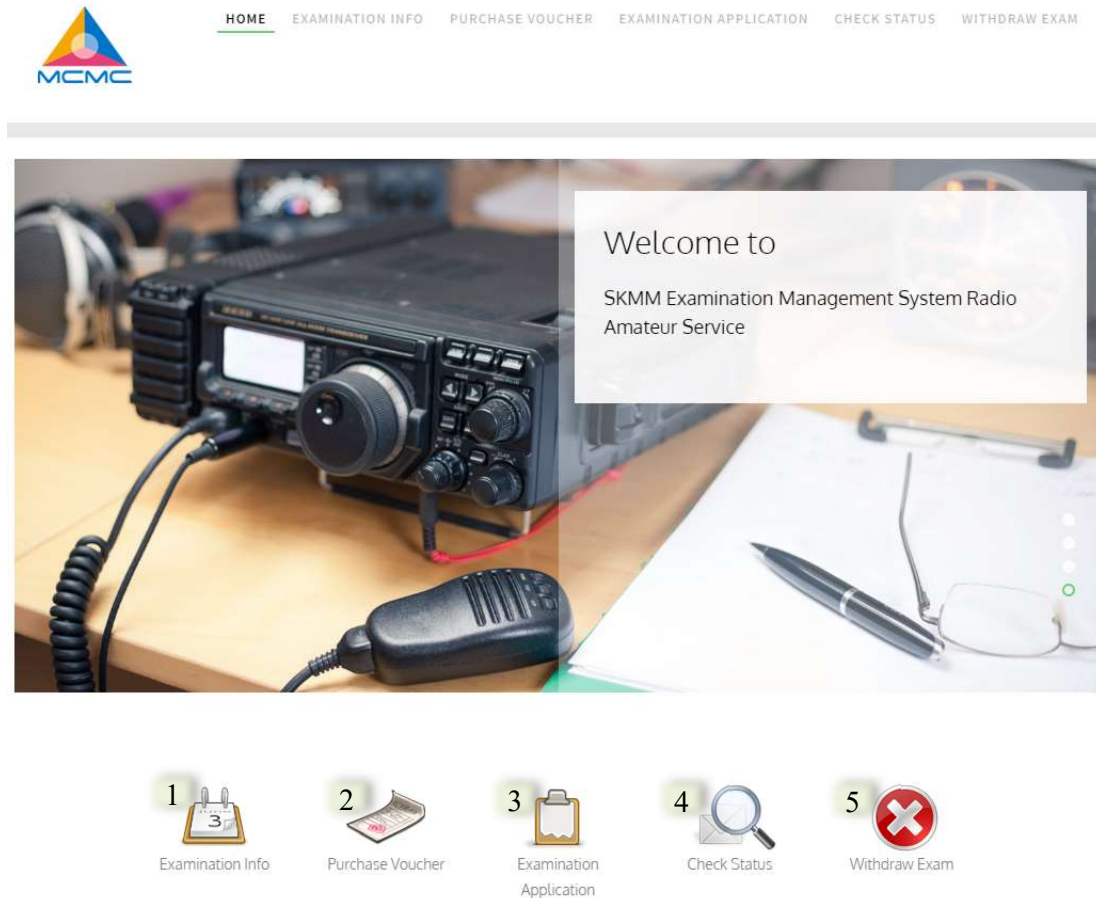 HOME EXAMINATION INFO PURCHASE VOUCHER EXAMINATION APPLICATION CHECK STATUS WITHDRAW EXAM
MCMC
Welcome to
SKMM Examination Management System Radio
Amateur Service
1 2 3 4 5
3
Examination Info Purchase Voucher Examination Check Status Withdraw Exam
Application